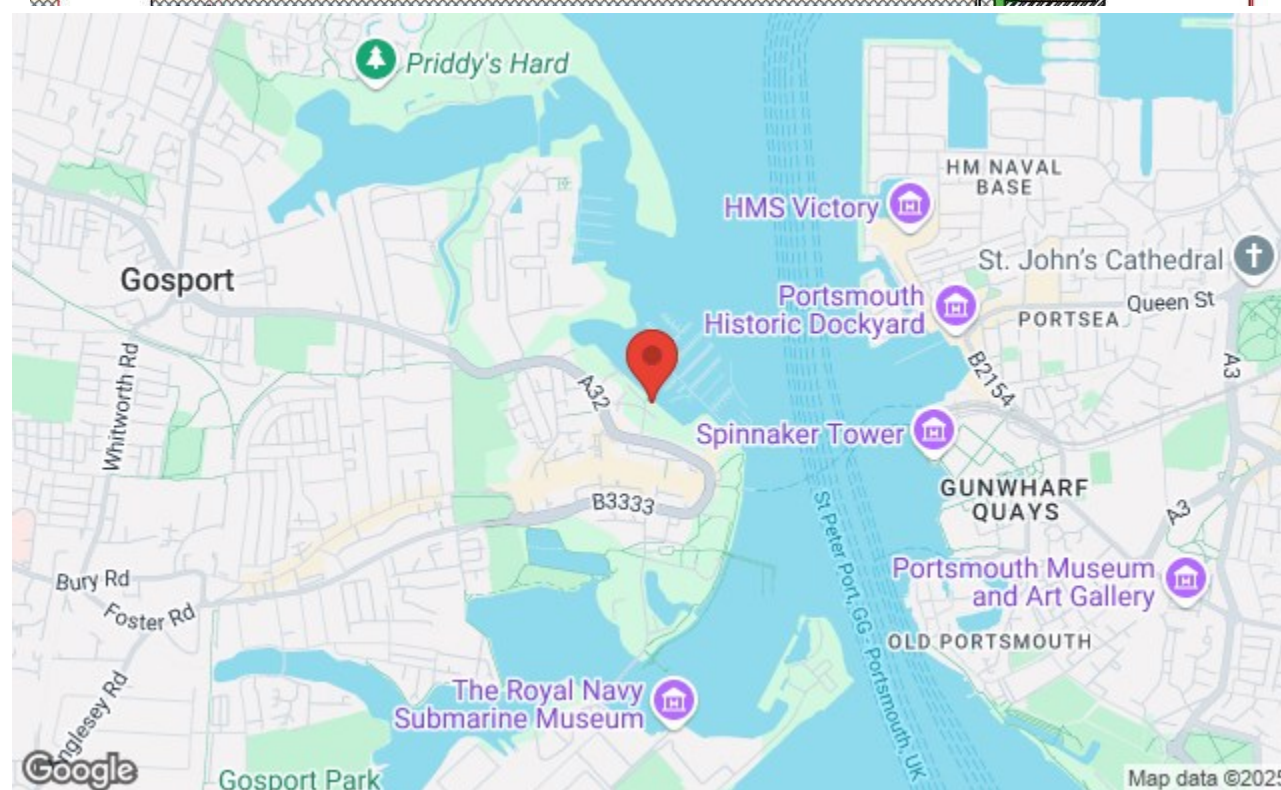 Priddy's Hard
HM NAVAL
BASE
HMS Victory
St. John's Cathedral
Gosport
Portsmouth
Historic Dockyard
Queen St
PORTSEA
A3
B2154
Whitworth Rd
A32
Spinnaker Tower
B3333
GUNWHARF
QUAYS
A3
St Peter Port, GG - Portsmouth, UK
Portsmouth Museum
and Art Gallery
Bury Rd
Foster Rd
OLD PORTSMOUTH
nglesey Rd
The Royal Navy
Submarine Museum
Gosport Park
Google
Map data ©2025